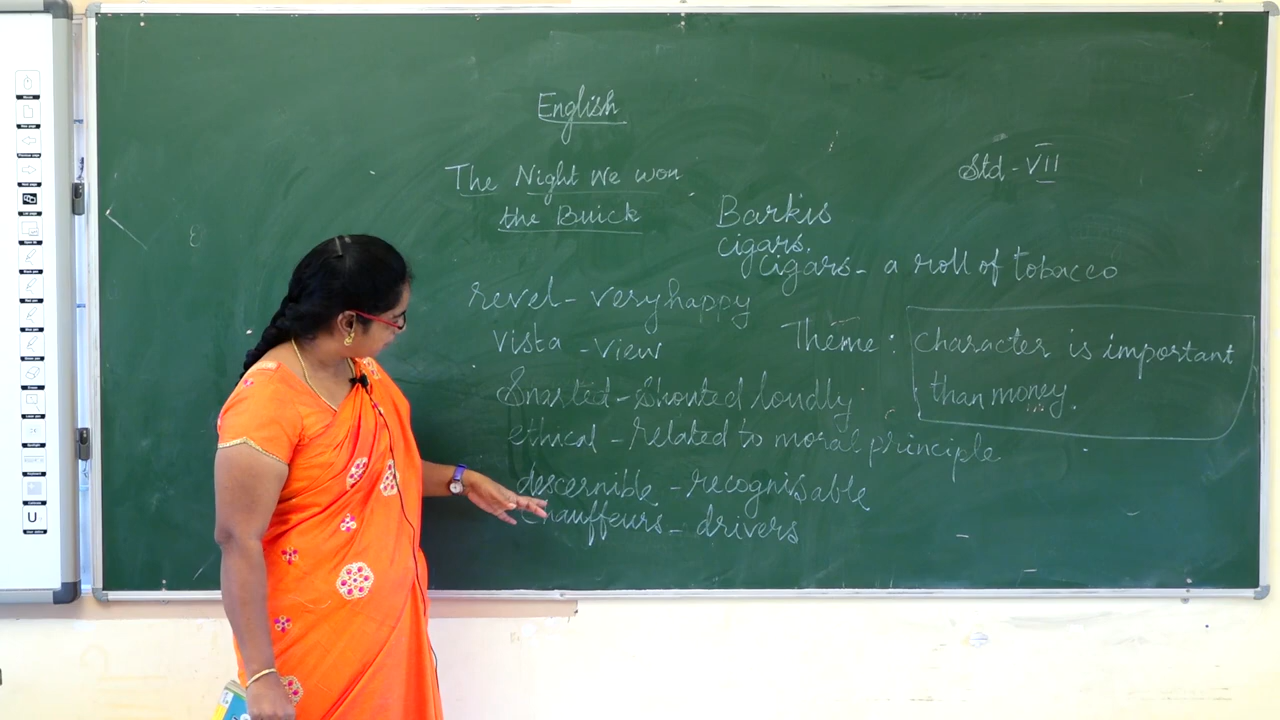 English
Std - VII
The Night We won
the Buick
Barkis
cigars.
cigars - a roll of tobacco
revel - very happy
vista - view
Theme : character is important
than money.
Snasted - Shouted loudly
ethical - related to moral principle
descernible - recognisable
Chauffeurs - drivers